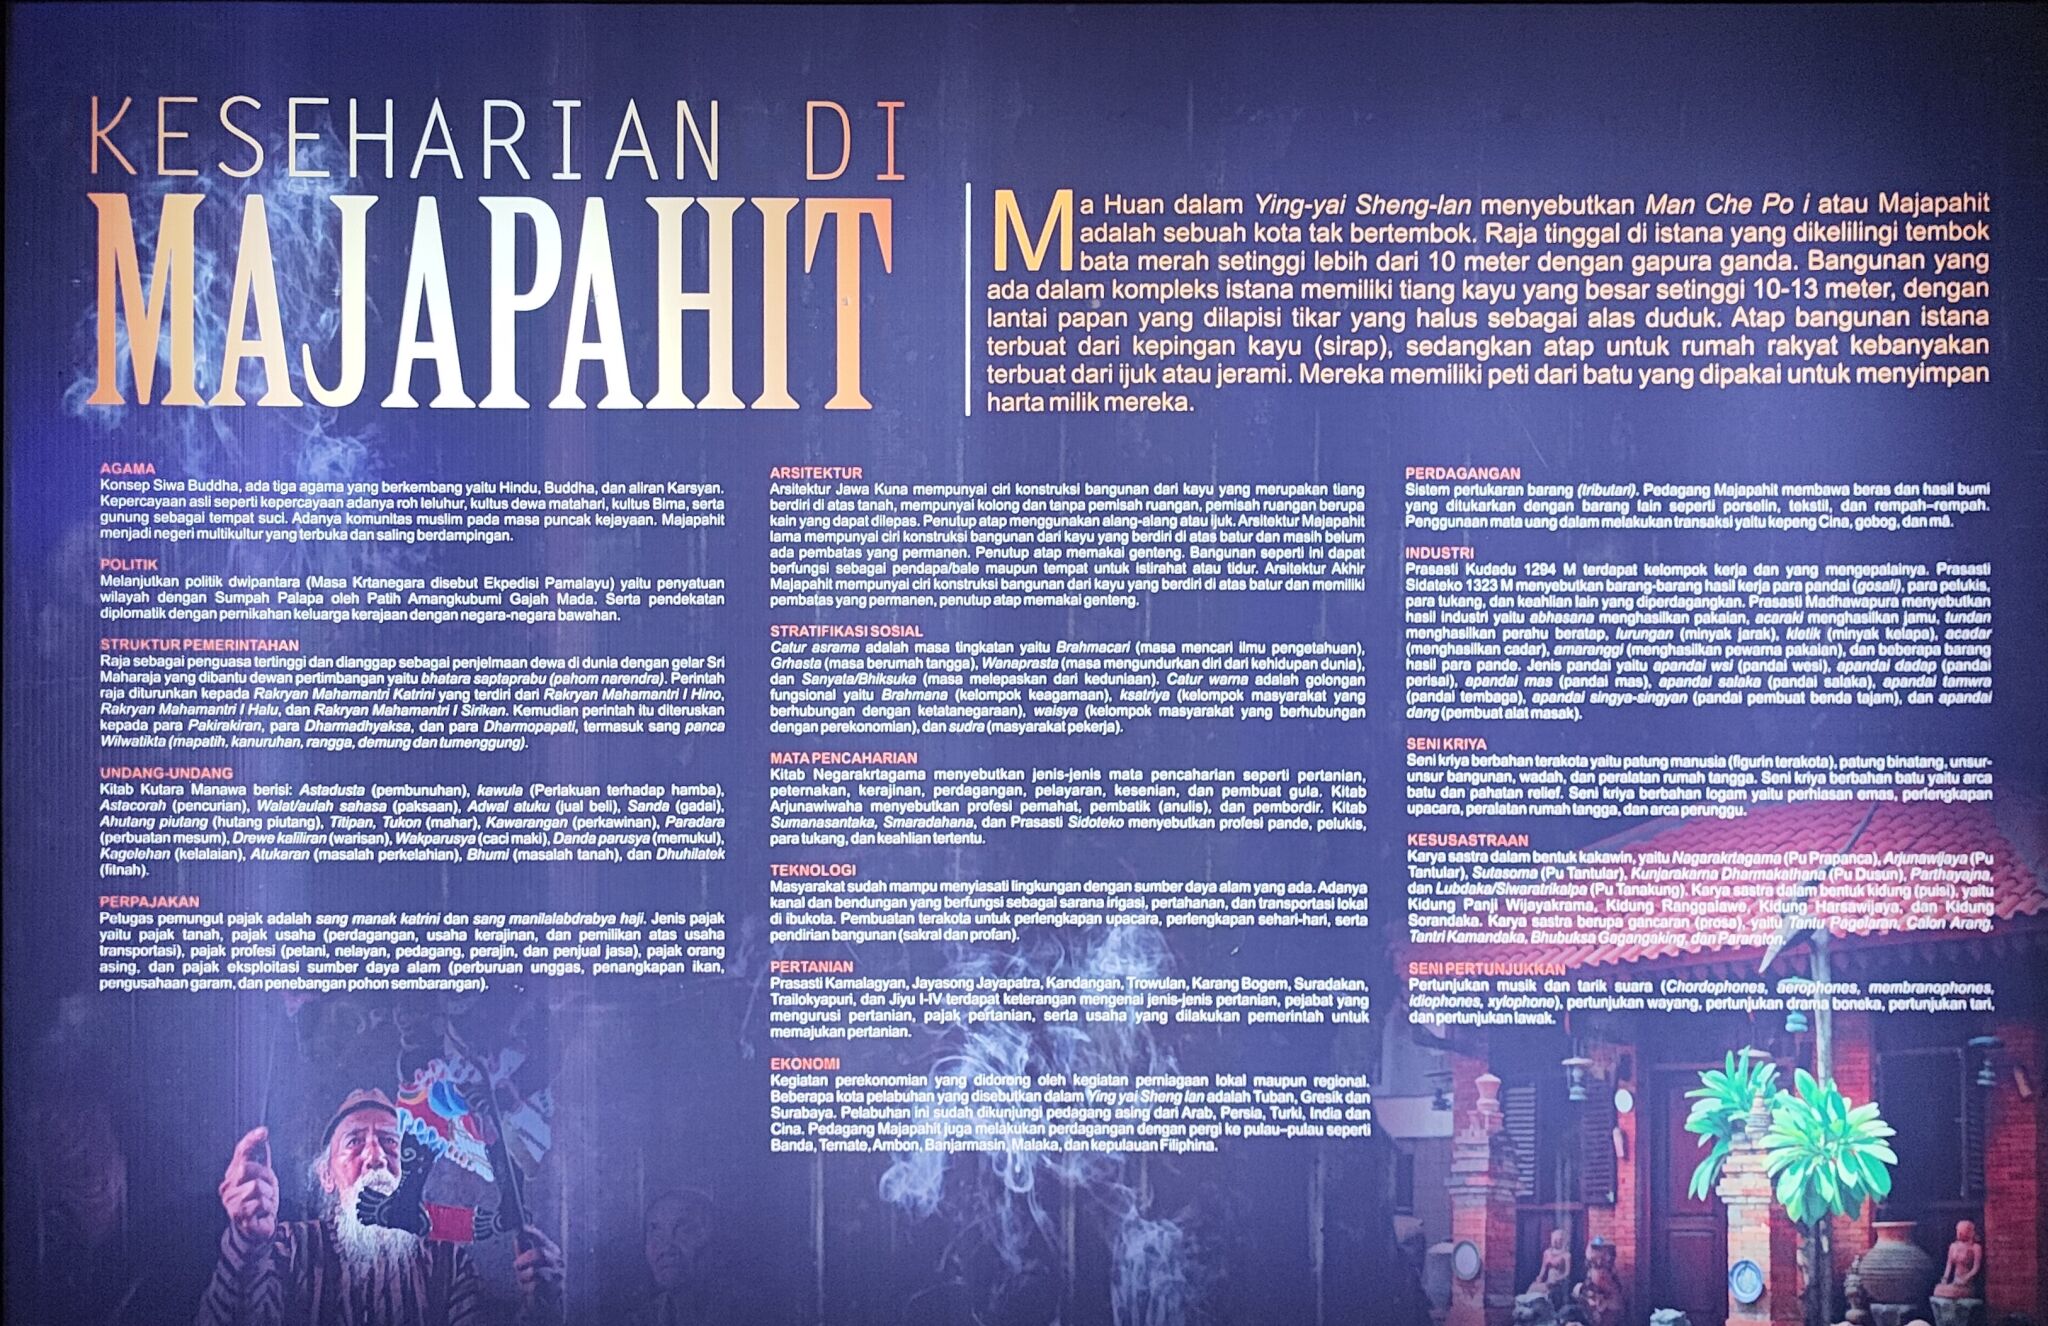 KESEHARIAN DI
MAJAPAHIT
Ma Huan dalam Ying-yai Sheng-lan menyebutkan Man Che Po i atau Majapahit
adalah sebuah kota tak bertembok. Raja tinggal di istana yang dikelilingi tembok
bata merah setinggi lebih dari 10 meter dengan gapura ganda. Bangunan yang
ada dalam kompleks istana memiliki tiang kayu yang besar setinggi 10-13 meter, dengan
lantai papan yang dilapisi tikar yang halus sebagai alas duduk. Atap bangunan istana
terbuat dari kepingan kayu (sirap), sedangkan atap untuk rumah rakyat kebanyakan
terbuat dari ijuk atau jerami. Mereka memiliki peti dari batu yang dipakai untuk menyimpan
harta milik mereka.
AGAMA
Konsep Siwa Buddha, ada tiga agama yang berkembang yaitu Hindu, Buddha, dan aliran Karsyan.
Kepercayaan asli seperti kepercayaan adanya roh leluhur, kultus dewa matahari, kultus Bima, serta
gunung sebagai tempat suci. Adanya komunitas muslim pada masa puncak kejayaan. Majapahit
menjadi negeri multikultur yang terbuka dan saling berdampingan.
POLITIK
Melanjutkan politik dwipantara (Masa Krtanegara disebut Ekpedisi Pamalayu) yaitu penyatuan
wilayah dengan Sumpah Palapa oleh Patih Amangkubumi Gajah Mada. Serta pendekatan
diplomatik dengan pernikahan keluarga kerajaan dengan negara-negara bawahan.
STRUKTUR PEMERINTAHAN
Raja sebagai penguasa tertinggi dan dianggap sebagai penjelmaan dewa di dunia dengan gelar Sri
Maharaja yang dibantu dewan pertimbangan yaitu bhatara saptaprabu (pahom narendra). Perintah
raja diturunkan kepada Rakryan Mahamantri Katrini yang terdiri dari Rakryan Mahamantri I Hino,
Rakryan Mahamantri I Halu, dan Rakryan Mahamantri I Sirikan. Kemudian perintah itu diteruskan
kepada para Pakirakiran, para Dharmadhyaksa, dan para Dharmopapati, termasuk sang panca
Wilwatikta (mapatih, kanuruhan, rangga, demung dan tumenggung).
UNDANG-UNDANG
Kitab Kutara Manawa berisi: Astadusta (pembunuhan), kawula (Perlakuan terhadap hamba),
Astacorah (pencurian), Walat/aulah sahasa (paksaan), Adwal atuku (jual beli), Sanda (gadai),
Ahutang piutang (hutang piutang), Titipan, Tukon (mahar), Kawarangan (perkawinan), Paradara
(perbuatan mesum), Drewe kaliliran (warisan), Wakparusya (caci maki), Danda parusya (memukul),
Kagelehan (kelalaian), Atukaran (masalah perkelahian), Bhumi (masalah tanah), dan Dhuhilatek
(fitnah).
PERPAJAKAN
Pelugas pemungut pajak adalah sang manak katrini dan sang manilalabdrabya haji. Jenis pajak
yaitu pajak tanah, pajak usaha (perdagangan, usaha kerajinan, dan pemilikan atas usaha
transportasi), pajak profesi (petani, nelayan, pedagang, perajin, dan penjual jasa), pajak orang
asing, dan pajak eksploitasi sumber daya alam (perburuan unggas, penangkapan ikan,
pengusahaan garam, dan penebangan pohon sembarangan).
ARSITEKTUR
Arsitektur Jawa Kuna mempunyai ciri konstruksi bangunan dari kayu yang merupakan tiang
berdiri di atas tanah, mempunyai kolong dan tanpa pemisah ruangan, pemisah ruangan berupa
kain yang dapat dilepas. Penutup atap menggunakan alang-alang atau ijuk. Arsitektur Majapahit
lama mempunyai ciri konstruksi bangunan dari kayu yang berdiri di atas batur dan masih belum
ada pembatas yang permanen. Penutup atap memakai genteng. Bangunan seperti ini dapat
berfungsi sebagai pendapa/bale maupun tempat untuk istirahat atau tidur. Arsitektur Akhir
Majapahit mempunyai ciri konstruksi bangunan dari kayu yang berdiri di atas batur dan memiliki
pembatas yang permanen, penutup atap memakai genteng.
STRATIFIKASI SOSIAL
Catur asrama adalah masa tingkatan yaitu Brahmacari (masa mencari ilmu pengetahuan),
Grhasta (masa berumah tangga), Wanaprasta (masa mengundurkan diri dari kehidupan dunia),
dan Sanyata/Bhiksuka (masa melepaskan dari keduniaan). Catur warna adalah golongan
fungsional yaitu Brahmana (kelompok keagamaan), ksatriya (kelompok masyarakat yang
berhubungan dengan ketatanegaraan), waisya (kelompok masyarakat yang berhubungan
dengan perekonomian), dan sudra (masyarakat pekerja).
MATA PENCAHARIAN
Kitab Negarakrtagama menyebutkan jenis-jenis mata pencaharian seperti pertanian,
peternakan, kerajinan, perdagangan, pelayaran, kesenian, dan pembuat gula. Kitab
Arjunawiwaha menyebutkan profesi pemahat, pembatik (anulis), dan pembordir. Kitab
Sumanasantaka, Smaradahana, dan Prasasti Sidoteko menyebutkan profesi pande, pelukis,
para tukang, dan keahlian tertentu.
TEKNOLOGI
Masyarakat sudah mampu menyiasati lingkungan dengan sumber daya alam yang ada. Adanya
kanal dan bendungan yang berfungsi sebagai sarana irigasi, pertahanan, dan transportasi lokal
di ibukota. Pembuatan terakota untuk perlengkapan upacara, perlengkapan sehari-hari, serta
pendirian bangunan (sakral dan profan).
PERTANIAN
Prasasti Kamalagyan, Jayasong Jayapatra, Kandangan, Trowulan, Karang Bogem, Suradakan,
Trailokyapuri, dan Jiyu I-IV terdapat keterangan mengenai jenis-jenis pertanian, pejabat yang
mengurusi pertanian, pajak pertanian, serta usaha yang dilakukan pemerintah untuk
memajukan pertanian.
EKONOMI
Kegiatan perekonomian yang didorong oleh kegiatan perniagaan lokal maupun regional.
Beberapa kota pelabuhan yang disebutkan dalam Ying yai Sheng lan adalah Tuban, Gresik dan
Surabaya. Pelabuhan ini sudah dikunjungi pedagang asing dari Arab, Persia, Turki, India dan
Cina. Pedagang Majapahit juga melakukan perdagangan dengan pergi ke pulau–pulau seperti
Banda, Ternate, Ambon, Banjarmasin, Malaka, dan kepulauan Filiphina.
PERDAGANGAN
Sistem pertukaran barang (tributari). Pedagang Majapahit membawa beras dan hasil bumi
yang ditukarkan dengan barang lain seperti porselin, tekstil, dan rempah–rempah.
Penggunaan mata uang dalam melakukan transaksi yaitu kepeng Cina, gobog, dan mā.
INDUSTRI
Prasasti Kudadu 1294 M terdapat kelompok kerja dan yang mengepalainya. Prasasti
Sidateko 1323 M menyebutkan barang-barang hasil kerja para pandai (gosali), para pelukis,
para tukang, dan keahlian lain yang diperdagangkan. Prasasti Madhawapura menyebutkan
hasil industri yaitu abhasana menghasilkan pakaian, acaraki menghasilkan jamu, tundan
menghasilkan perahu beratap, lurungan (minyak jarak), kletik (minyak kelapa), acadar
(menghasilkan cadar), amaranggi (menghasilkan pewarna pakaian), dan beberapa barang
hasil para pande. Jenis pandai yaitu apandai wsi (pandai wesi), apandai dadap (pandai
perisai), apandai mas (pandai mas), apandai salaka (pandai salaka), apandai tamwra
(pandai tembaga), apandai singya-singyan (pandai pembuat benda tajam), dan apandai
dang (pembuat alat masak).
SENI KRIYA
Seni kriya berbahan terakota yaitu patung manusia (figurin terakota), patung binatang, unsur-
unsur bangunan, wadah, dan peralatan rumah tangga. Seni kriya berbahan batu yaitu arca
batu dan pahatan relief. Seni kriya berbahan logam yaitu perhiasan emas, perlengkapan
upacara, peralatan rumah tangga, dan arca perunggu.
KESUSASTRAAN
Karya sastra dalam bentuk kakawin, yaitu Nagarakrtagama (Pu Prapanca), Arjunawijaya (Pu
Tantular), Sutasoma (Pu Tantular), Kunjarakarna Dharmakathana (Pu Dusun), Parthayajna,
dan Lubdaka/Siwaratrikalpa (Pu Tanakung). Karya sastra dalam bentuk kidung (puisi), yaitu
Kidung Panji Wijayakrama, Kidung Ranggalawe, Kidung Harsawijaya, dan Kidung
Sorandaka. Karya sastra berupa gancaran (prosa), yaitu Tantu Pagelaran, Calon Arang,
Tantri Kamandaka, Bhubuksa Gagangaking, dan Pararaton.
SENI PERTUNJUKKAN
Pertunjukan musik dan tarik suara (Chordophones, aerophones, membranophones,
idiophones, xylophone), pertunjukan wayang, pertunjukan drama boneka, pertunjukan tari,
dan pertunjukan lawak.